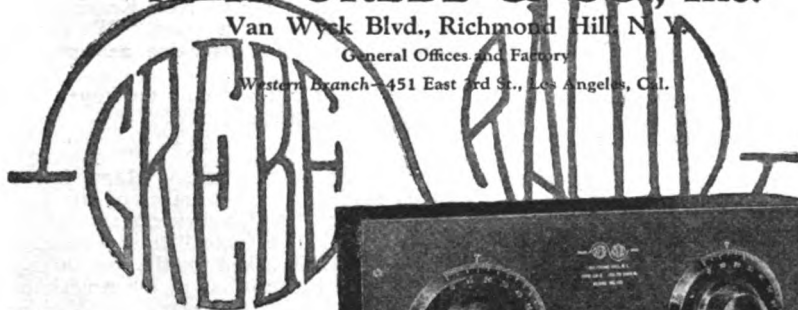 Van Wyck Blvd., Richmond Hill, N. Y.
General Offices and Factory
Western Branch—451 East 3rd St., Los Angeles, Cal.
GREBE RADIO